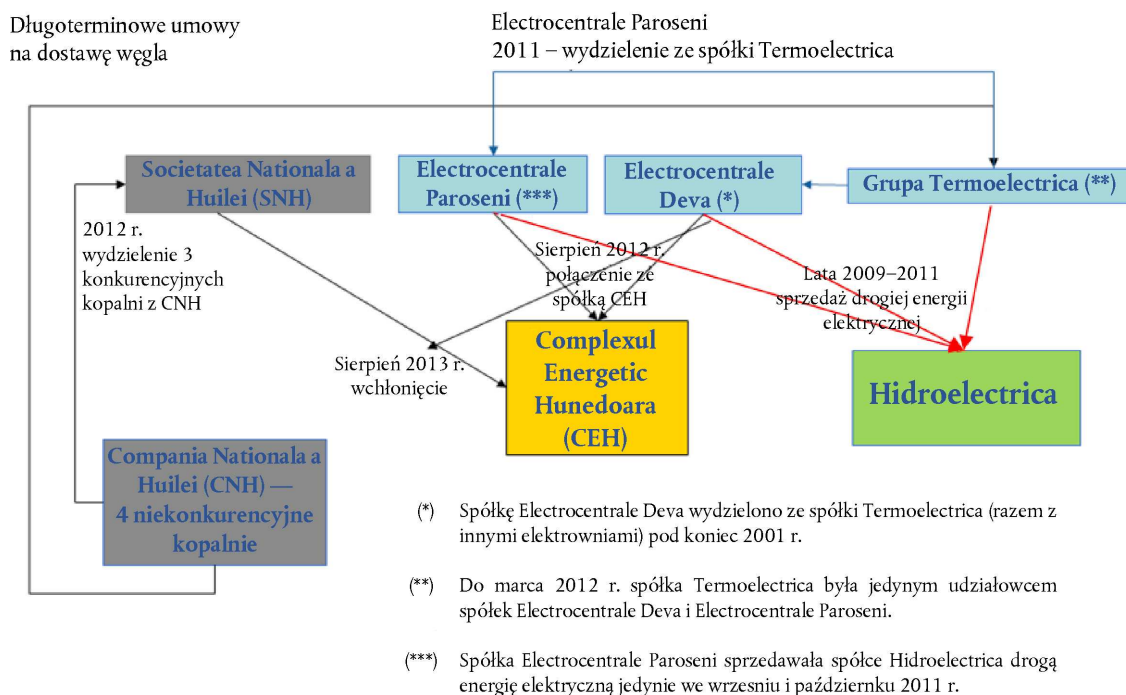 Długoterminowe umowy
na dostawę węgla
Electrocentrale Paroseni
2011 – wydzielenie ze spółki Termoelectrica
Societatea Nationala a
Huilei (SNH)
Electrocentrale
Paroseni (***)
Electrocentrale
Deva (*)
Grupa Termoelectrica (**)
2012 r.
wydzielenie 3
konkurencyjnych
kopalni z CNH
Sierpień 2012 r.
połączenie ze
spółką CEH
Lata 2009–2011
sprzedaż drogiej energii
elektrycznej
Sierpień 2013 r.
wchłonięcie
Complexul
Energetic
Hunedoara
(CEH)
Hidroelectrica
Compania Nationala a
Huilei (CNH) —
4 niekonkurencyjne
kopalnie
(*) Spółkę Electrocentrale Deva wydzielono ze spółki Termoelectrica (razem z
innymi elektrowniami) pod koniec 2001 r.
(**) Do marca 2012 r. spółka Termoelectrica była jedynym udziałowcem
spółek Electrocentrale Deva i Electrocentrale Paroseni.
(***) Spółka Electrocentrale Paroseni sprzedawała spółce Hidroelectrica drogą
energię elektryczną jedynie we wrzesniu i październku 2011 r.